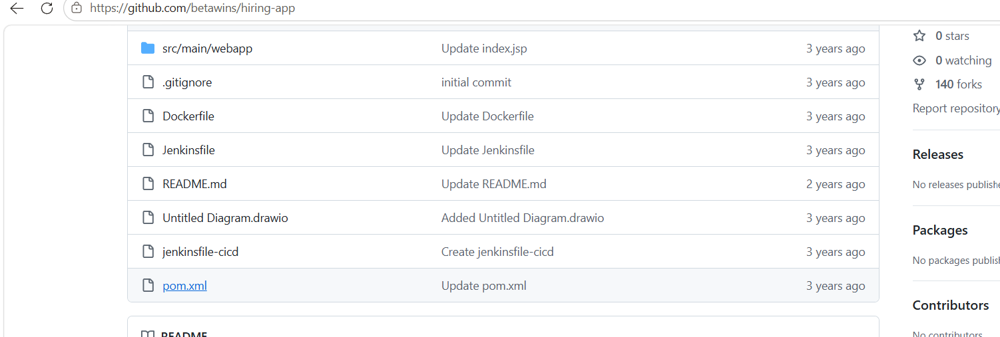 https://github.com/betawins/hiring-app
src/main/webapp Update index.jsp 3 years ago
.gitignore initial commit 3 years ago
Dockerfile Update Dockerfile 3 years ago
Jenkinsfile Update Jenkinsfile 3 years ago
README.md Update README.md 2 years ago
Untitled Diagram.drawio Added Untitled Diagram.drawio 3 years ago
jenkinsfile-cicd Create jenkinsfile-cicd 3 years ago
pom.xml Update pom.xml 3 years ago
README
0 stars
0 watching
140 forks
Report repository
Releases
No releases publishe
Packages
No packages publish
Contributors
No contributors